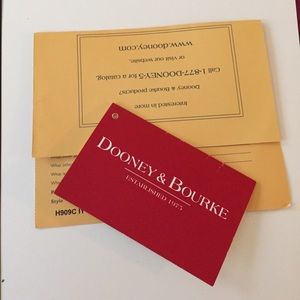 Interested in more
Dooney & Bourke products?
Call 1-877-DOONEY-5 for a catalog,
or visit our website.
www.dooney.com
DOONEY & BOURKE
ESTABLISHED 1975
Style
H909C